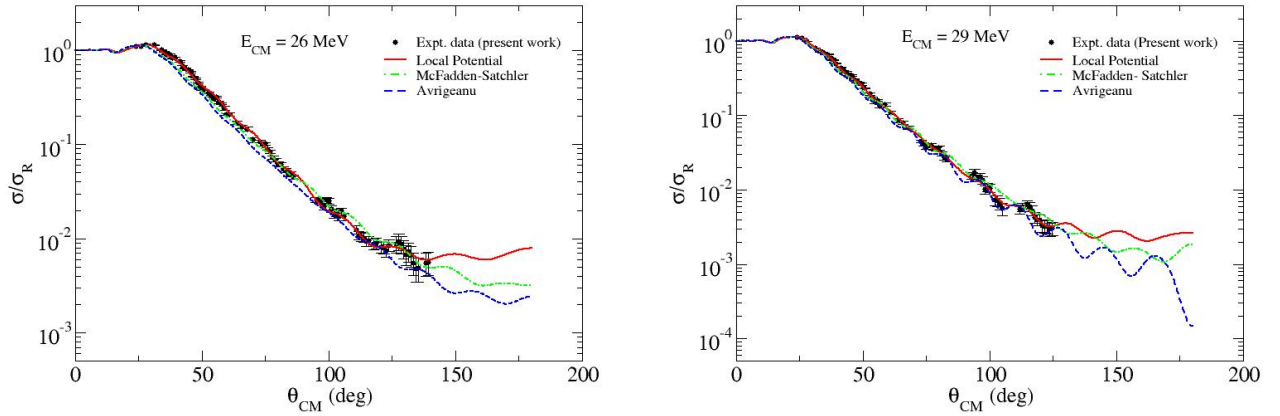 E_CM = 26 MeV
Expt. data (present work)
Local Potential
McFadden-Satchler
Avrigeanu
10^0
10^-1
10^-2
10^-3
σ/σ_R
0 50 100 150 200
θ_CM (deg)
E_CM = 29 MeV
Expt. data (Present work)
Local Potential
McFadden- Satchler
Avrigeanu
10^0
10^-1
10^-2
10^-3
10^-4
σ/σ_R
0 50 100 150 200
θ_CM (deg)